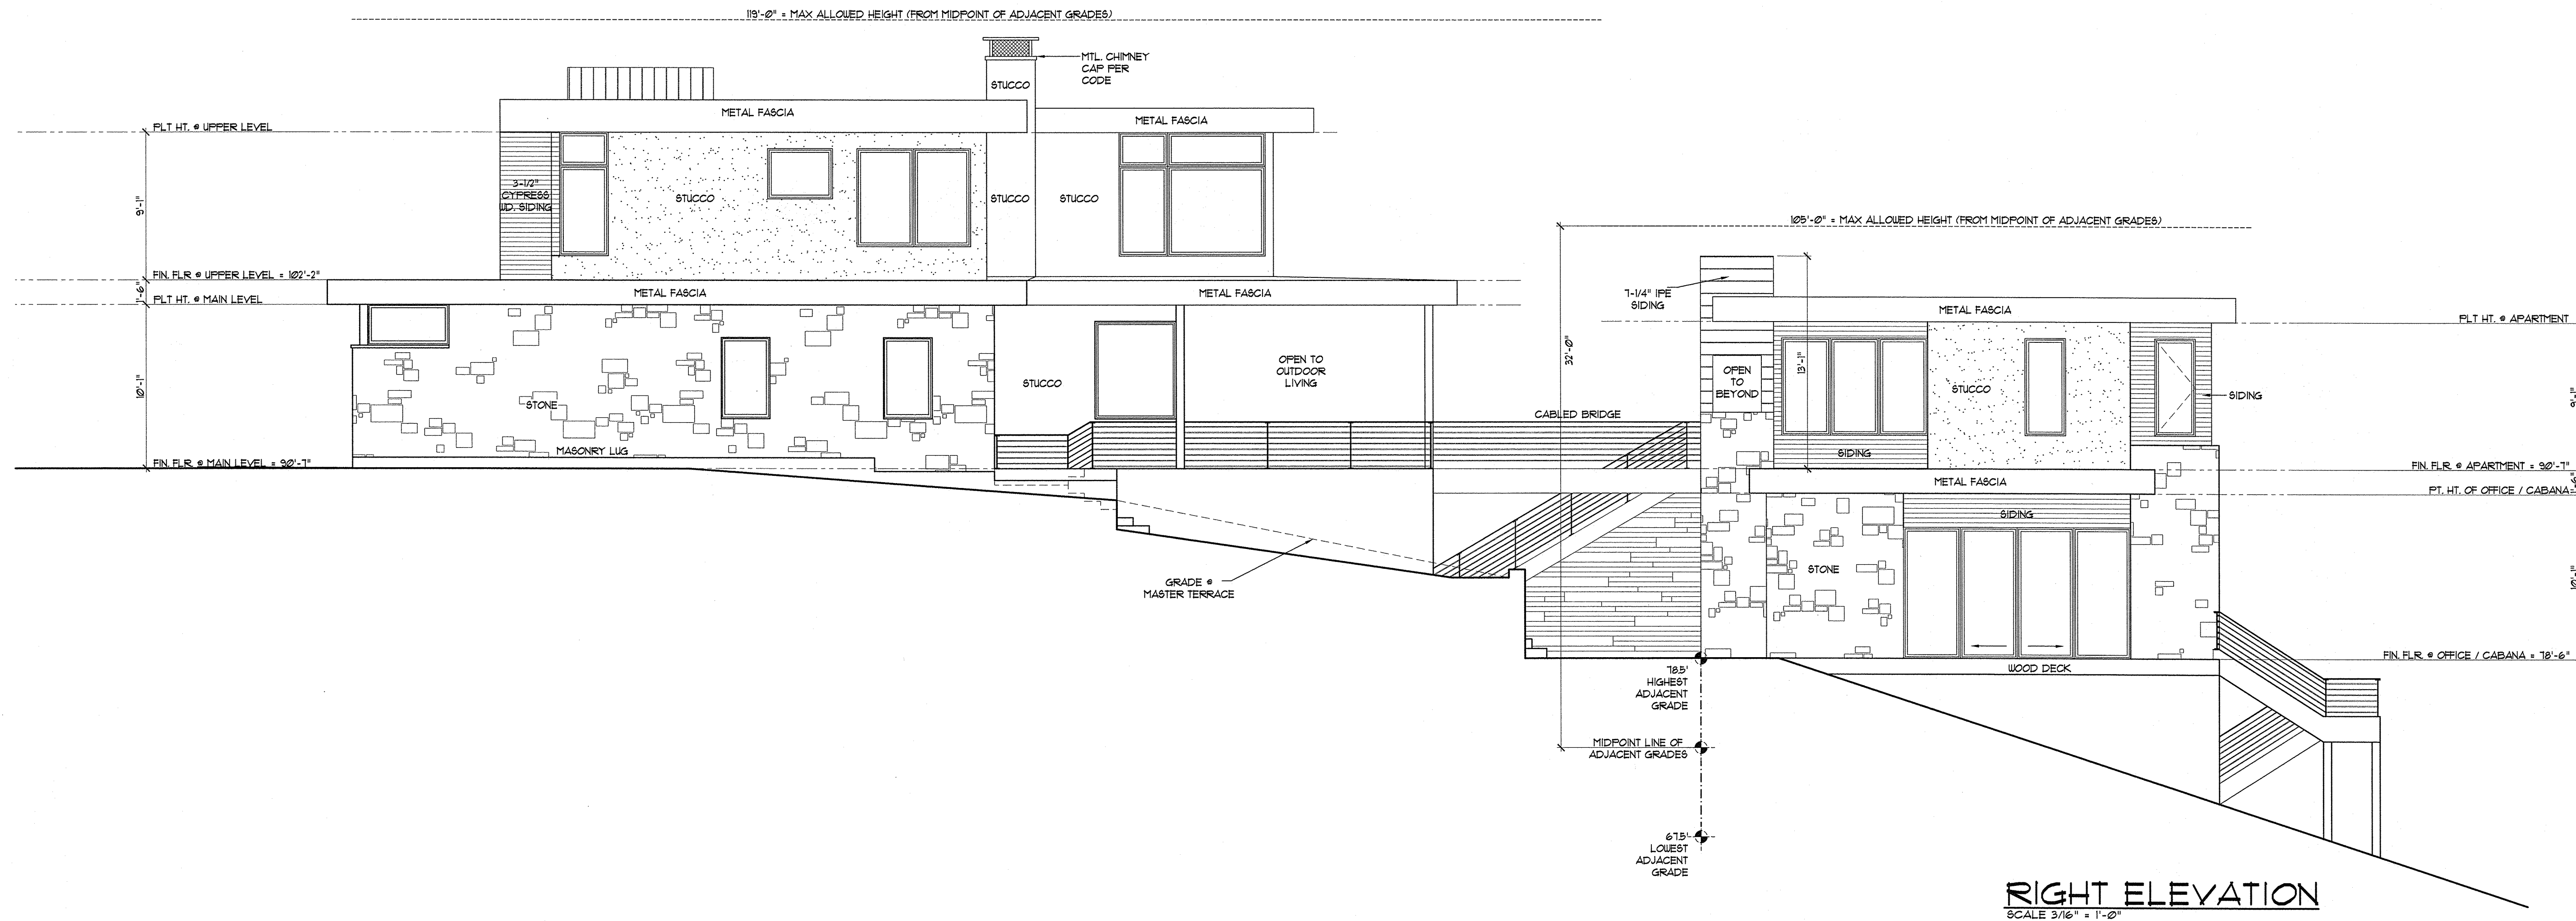 119'-0" = MAX ALLOWED HEIGHT (FROM MIDPOINT OF ADJACENT GRADES)
MTL. CHIMNEY
CAP PER
CODE
STUCCO
METAL FASCIA
METAL FASCIA
PLT HT. @ UPPER LEVEL
9'-1"
3-1/2"
CYPRESS
WD. SIDING
STUCCO
STUCCO
STUCCO
FIN. FLR @ UPPER LEVEL = 102'-2"
1'-6"
PLT HT. @ MAIN LEVEL
METAL FASCIA
METAL FASCIA
10'-1"
STONE
MASONRY LUG
STUCCO
OPEN TO
OUTDOOR
LIVING
CABLED BRIDGE
FIN. FLR. @ MAIN LEVEL = 90'-7"
GRADE @
MASTER TERRACE
105'-0" = MAX ALLOWED HEIGHT (FROM MIDPOINT OF ADJACENT GRADES)
32'-0"
7-1/4" IPE
SIDING
METAL FASCIA
PLT HT. @ APARTMENT
13'-1"
OPEN
TO
BEYOND
STUCCO
SIDING
9'-1"
SIDING
FIN. FLR. @ APARTMENT = 90'-7"
METAL FASCIA
1'-6"
PT. HT. OF OFFICE / CABANA
SIDING
STONE
10'-1"
FIN. FLR. @ OFFICE / CABANA = 78'-6"
WOOD DECK
78.5'
HIGHEST
ADJACENT
GRADE
MIDPOINT LINE OF
ADJACENT GRADES
67.5'
LOWEST
ADJACENT
GRADE
RIGHT ELEVATION
SCALE 3/16" = 1'-0"